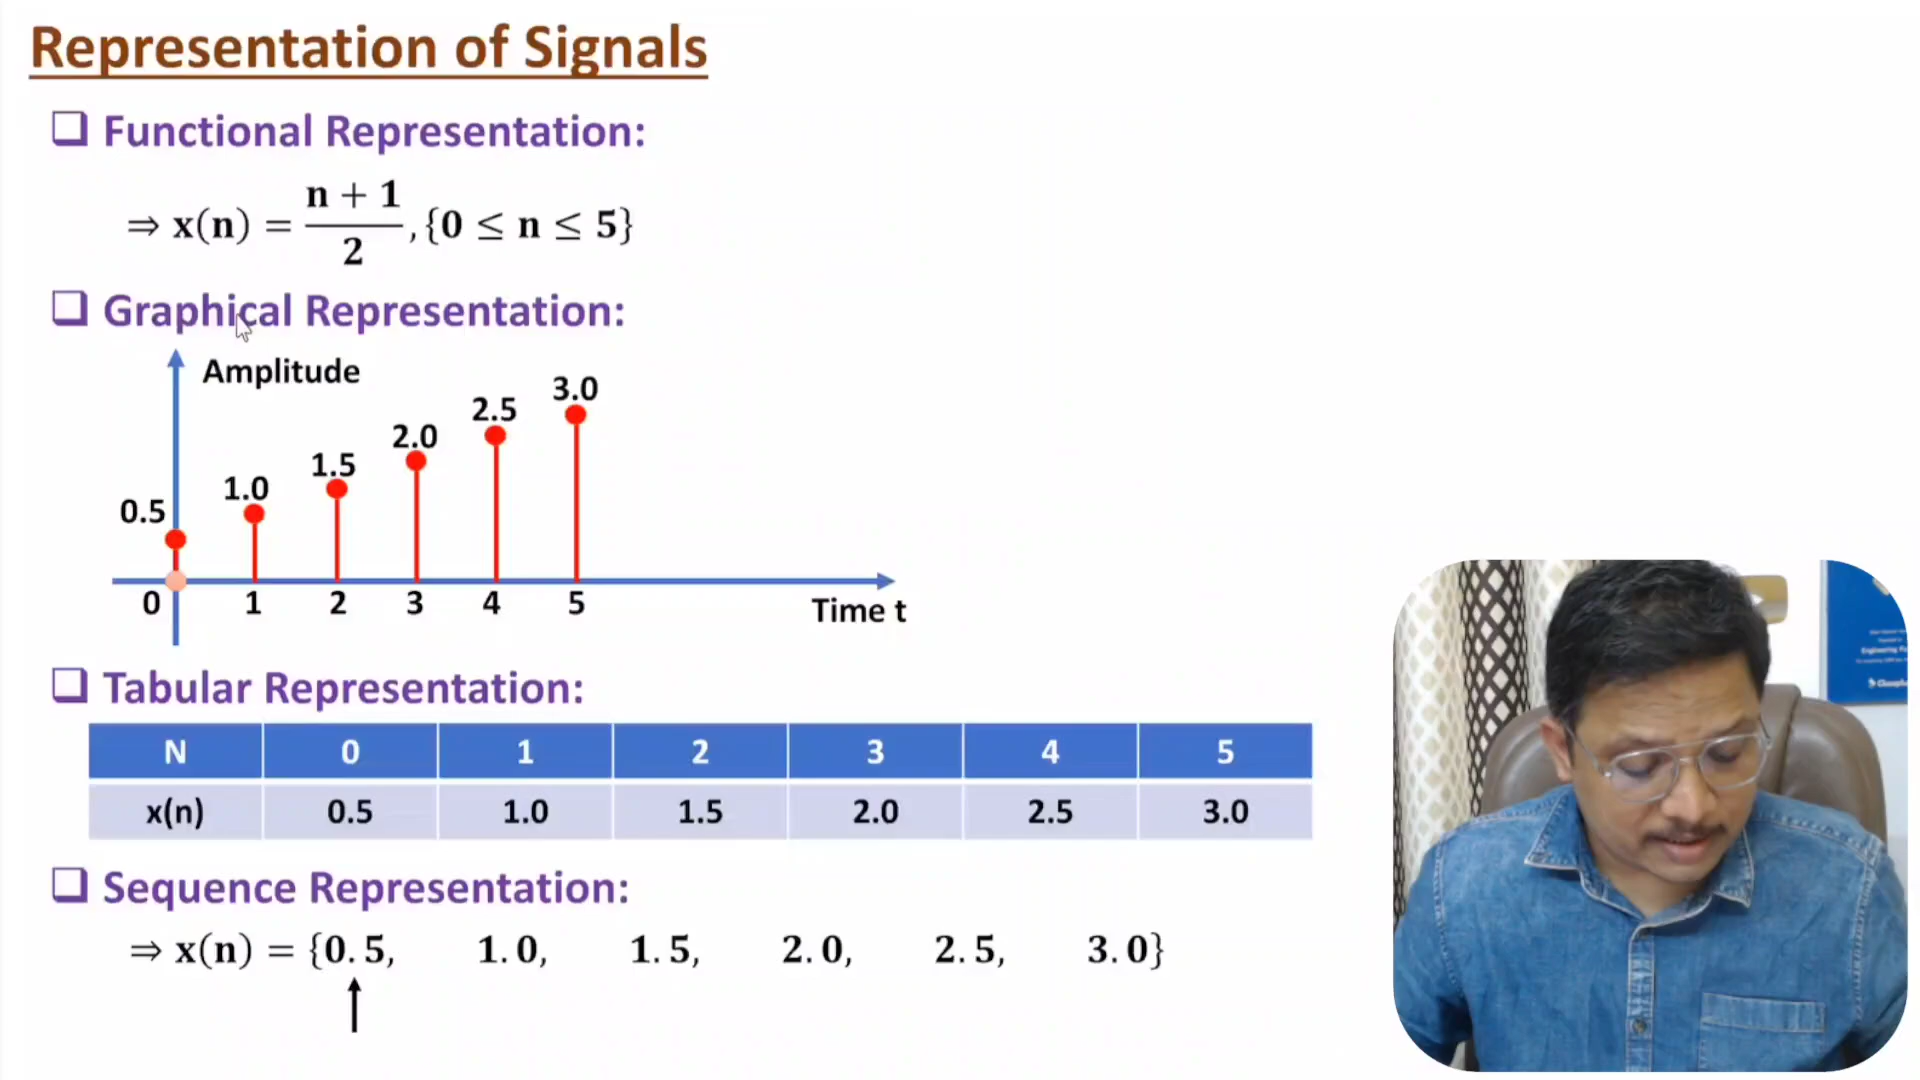 Representation of Signals
❑ Functional Representation:
⇒ x(n) = (n + 1)/2, {0 ≤ n ≤ 5}
❑ Graphical Representation:
Amplitude
3.0
2.5
2.0
1.5
1.0
0.5
0 1 2 3 4 5
Time t
❑ Tabular Representation:
N 0 1 2 3 4 5
x(n) 0.5 1.0 1.5 2.0 2.5 3.0
❑ Sequence Representation:
⇒ x(n) = {0.5, 1.0, 1.5, 2.0, 2.5, 3.0}
↑